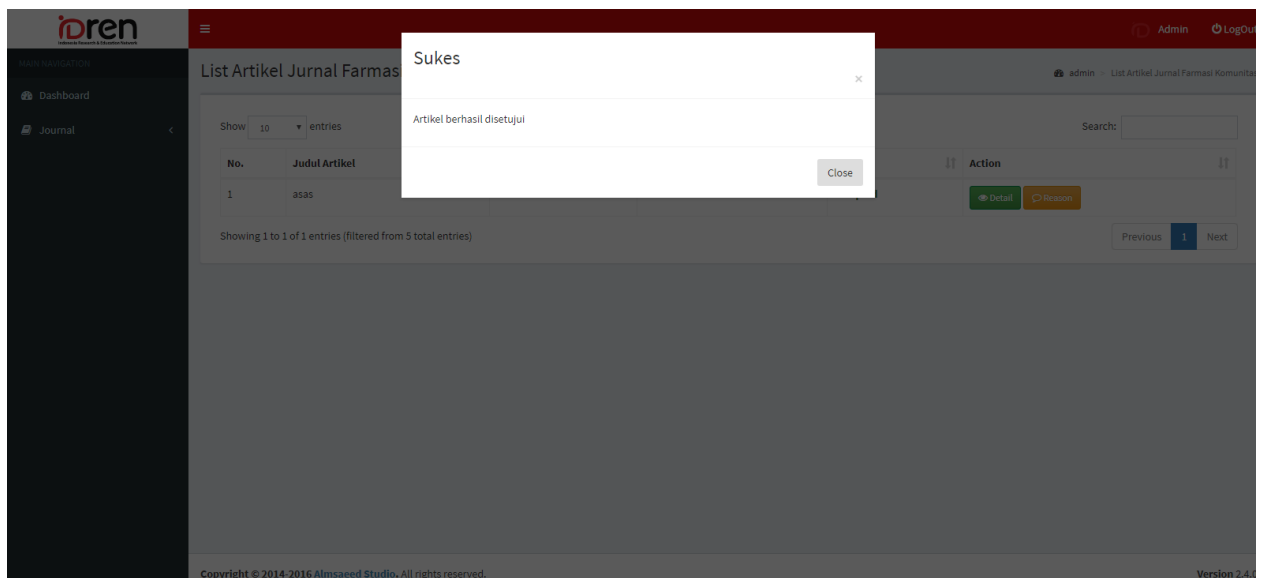 idren
Indonesia Research & Education Network
Admin
LogOut
MAIN NAVIGATION
Dashboard
Journal
List Artikel Jurnal Farmas
admin
List Artikel Jurnal Farmasi Komunitas
Sukes
×
Artikel berhasil disetujui
Close
Show 10 entries
Search:
No.
Judul Artikel
Action
1
asas
Detail
Reason
Showing 1 to 1 of 1 entries (filtered from 5 total entries)
Previous 1 Next
Copyright © 2014-2016 Almsaeed Studio. All rights reserved.
Version 2.4.0